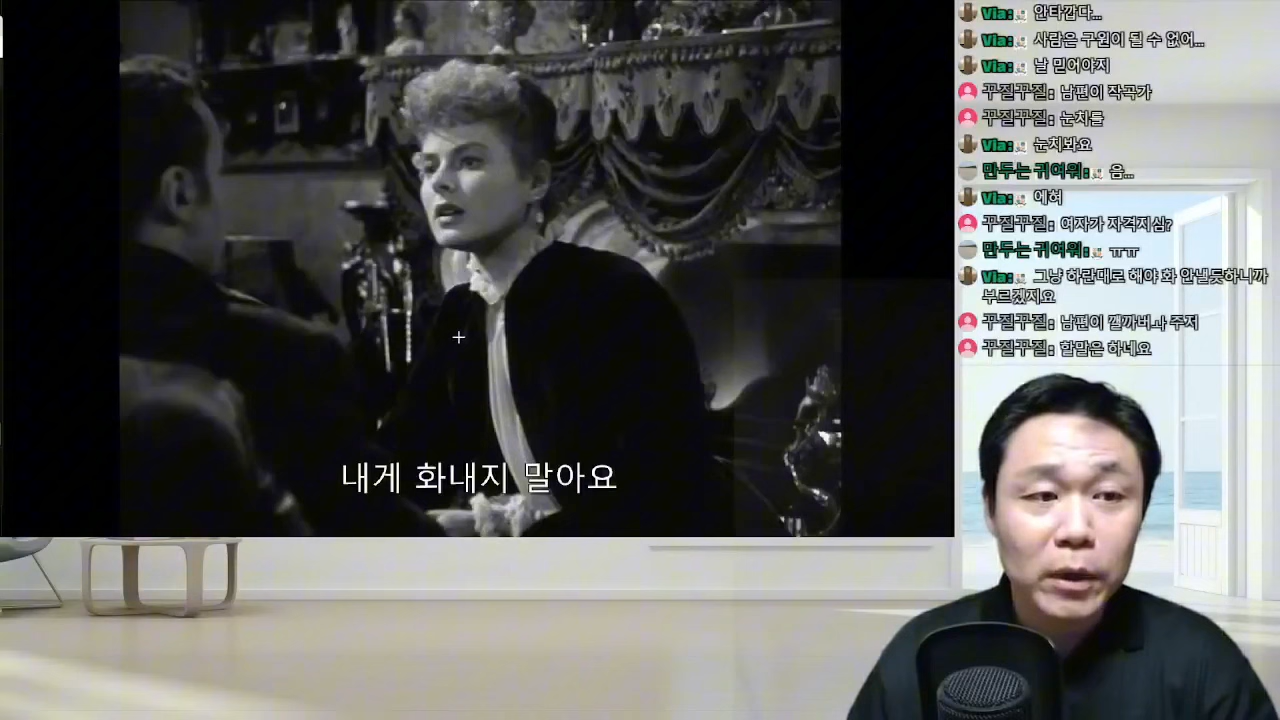 내게 화내지 말아요
Via: 안타깝다...
Via: 사람은 구원이 될 수 없어...
Via: 날 믿어야지
꾸질꾸질: 남편이 작곡가
꾸질꾸질: 눈치를
Via: 눈치봐요
만두는 귀여워: 음...
Via: 에혀
꾸질꾸질: 여자가 자격지심?
만두는 귀여워: ㅠㅠ
Via: 그냥 하란대로 해야 화 안낼듯하니까
부르겠지요
꾸질꾸질: 남편이 주저
꾸질꾸질: 할말은 하네요